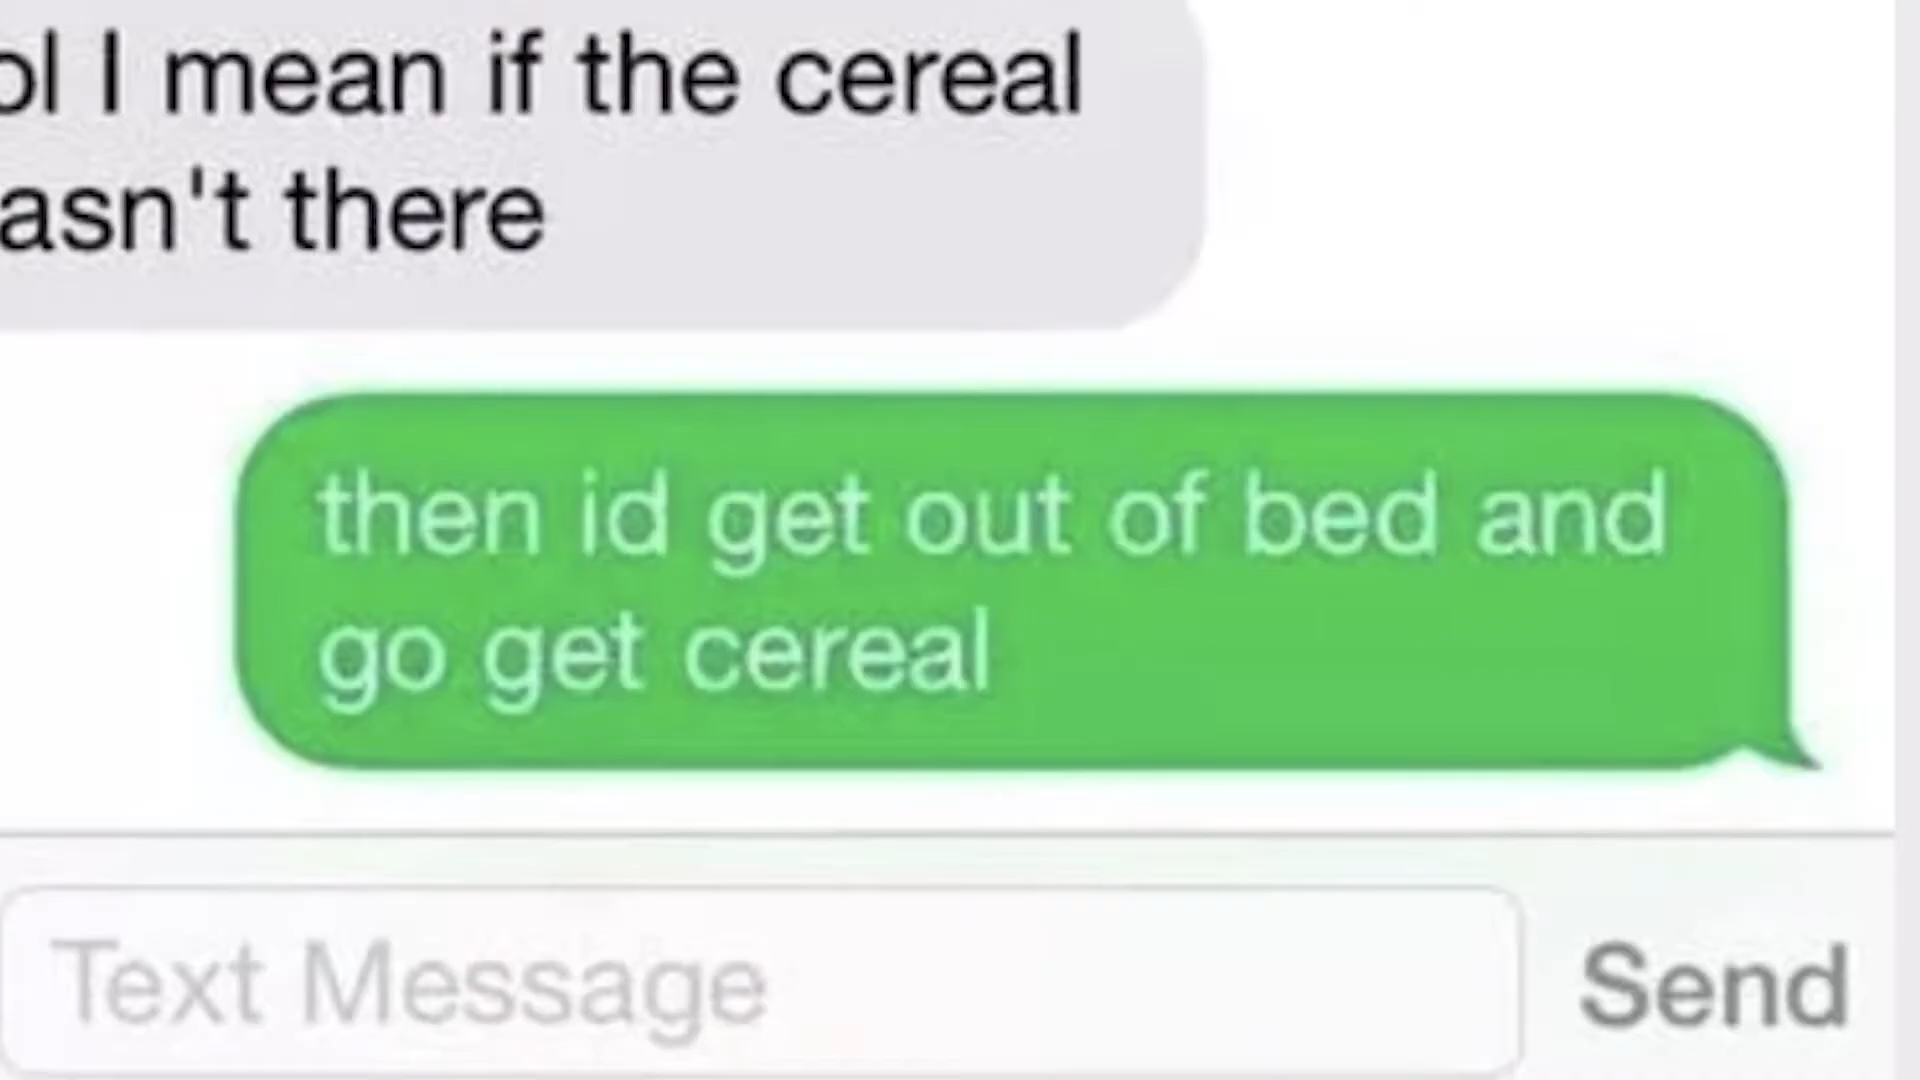 ol I mean if the cereal
asn't there
then id get out of bed and
go get cereal
Text Message
Send